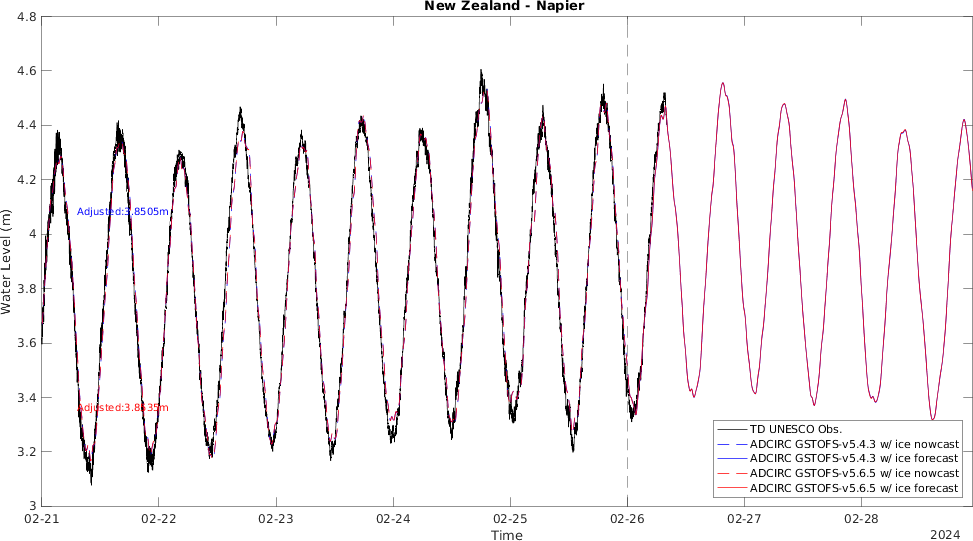 New Zealand - Napier
4.8
4.6
4.4
4.2
4
3.8
3.6
3.4
3.2
3
Water Level (m)
Adjusted:3.8505m
Adjusted:3.8535m
TD UNESCO Obs.
ADCIRC GSTOFS-v5.4.3 w/ ice nowcast
ADCIRC GSTOFS-v5.4.3 w/ ice forecast
ADCIRC GSTOFS-v5.6.5 w/ ice nowcast
ADCIRC GSTOFS-v5.6.5 w/ ice forecast
02-21 02-22 02-23 02-24 02-25 02-26 02-27 02-28
Time
2024